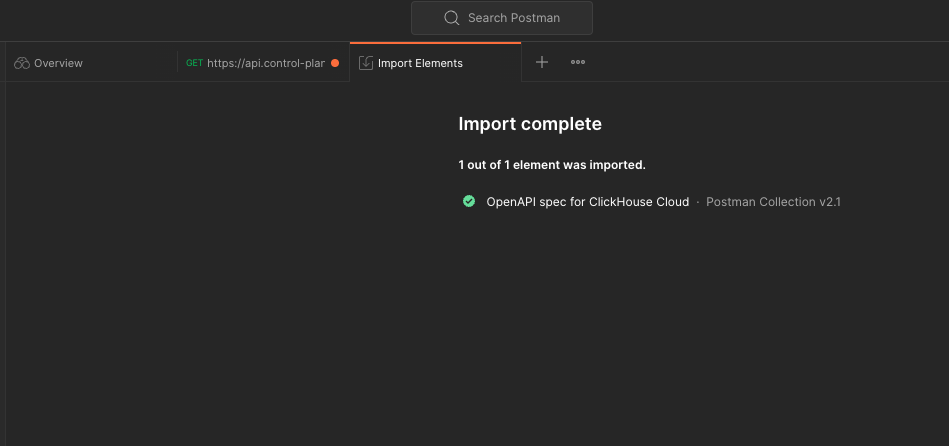 Search Postman
Overview
GET https://api.control-plar
Import Elements
Import complete
1 out of 1 element was imported.
OpenAPI spec for ClickHouse Cloud · Postman Collection v2.1